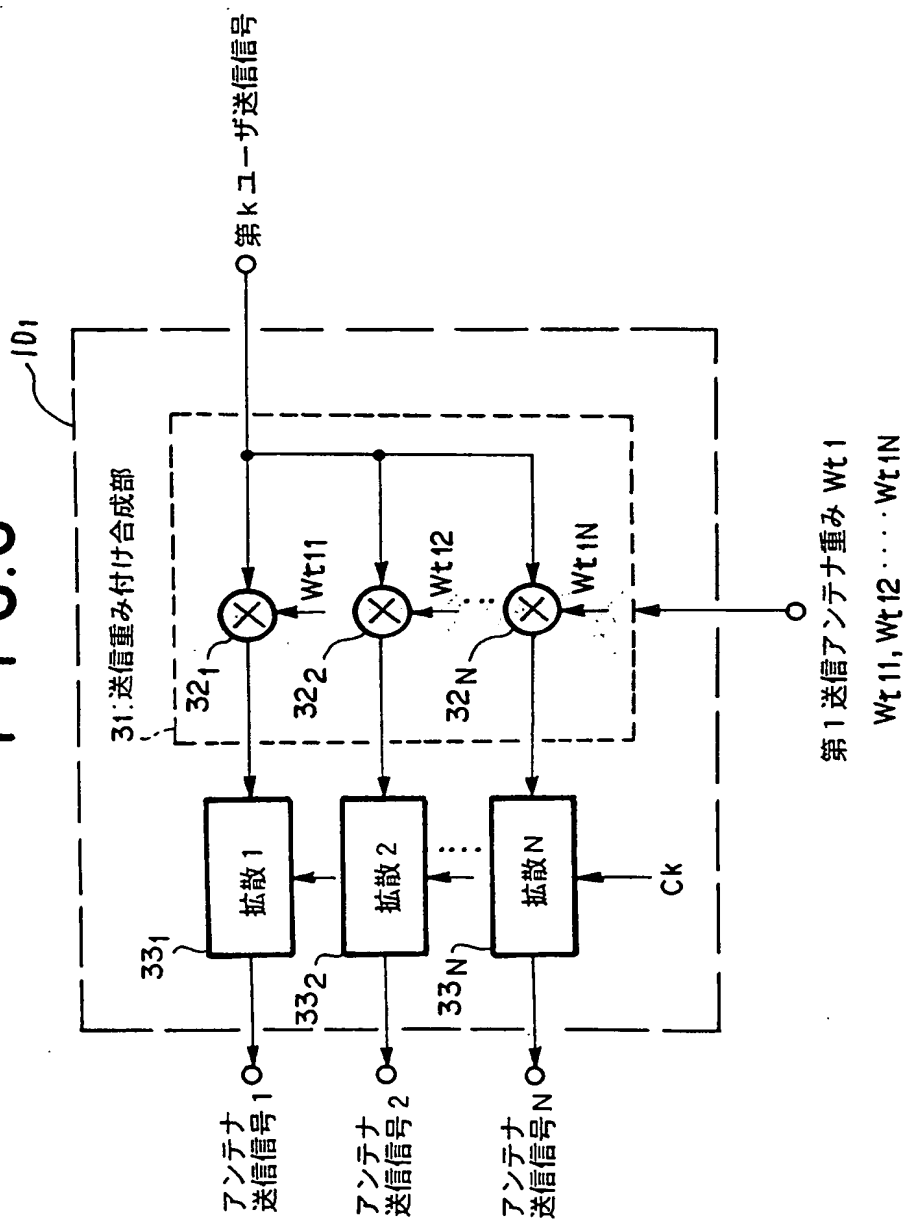 10₁
31:送信重み付け合成部
第kユーザ送信信号
アンテナ
送信信号1
33₁
拡散1
32₁
Wt11
アンテナ
送信信号2
33₂
拡散2
32₂
Wt12
アンテナ
送信信号N
33N
拡散N
32N
Wt1N
Ck
第1送信アンテナ重み Wt1
Wt11, Wt12・・・・Wt1N